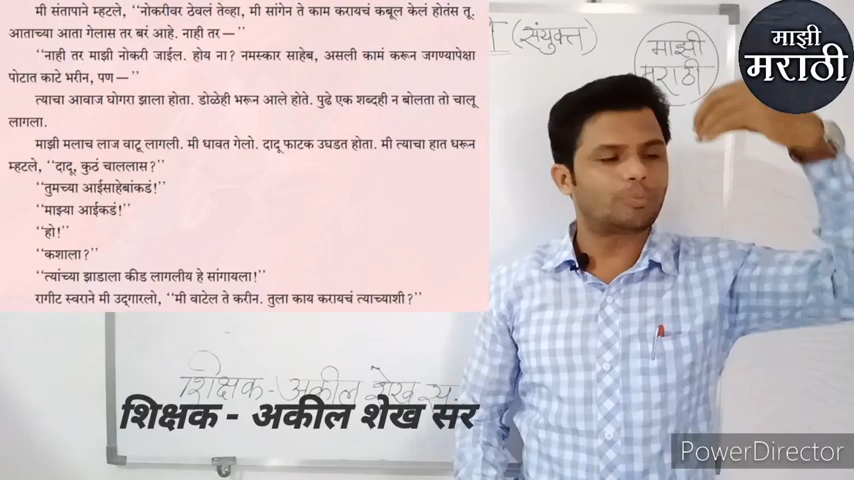 मी संतापाने म्हटले, “नोकरीवर ठेवलं तेव्हा, मी सांगेन ते काम करायचं कबूल केलं होतंस तू.
आताच्या आता गेलास तर बरं आहे. नाही तर —”
“नाही तर माझी नोकरी जाईल. होय ना? नमस्कार साहेब, असली कामं करून जगण्यापेक्षा
पोटात काटे भरीन, पण —”
त्याचा आवाज घोगरा झाला होता. डोळेही भरून आले होते. पुढे एक शब्दही न बोलता तो चालू
लागला.
माझी मलाच लाज वाटू लागली. मी धावत गेलो. दादू फाटक उघडत होता. मी त्याचा हात धरून
म्हटले, “दादू, कुठं चाललास?”
“तुमच्या आईसाहेबांकडं!”
“माझ्या आईकडं!”
“हो!”
“कशाला?”
“त्यांच्या झाडाला कीड लागलीय हे सांगायला!”
रागीट स्वराने मी उद्गारलो, “मी वाटेल ते करीन. तुला काय करायचं त्याच्याशी?”
(संयुक्त)
माझी
मराठी
माझी
मराठी
शिक्षक - अकील शेख सर
शिक्षक - अकील शेख सर
PowerDirector